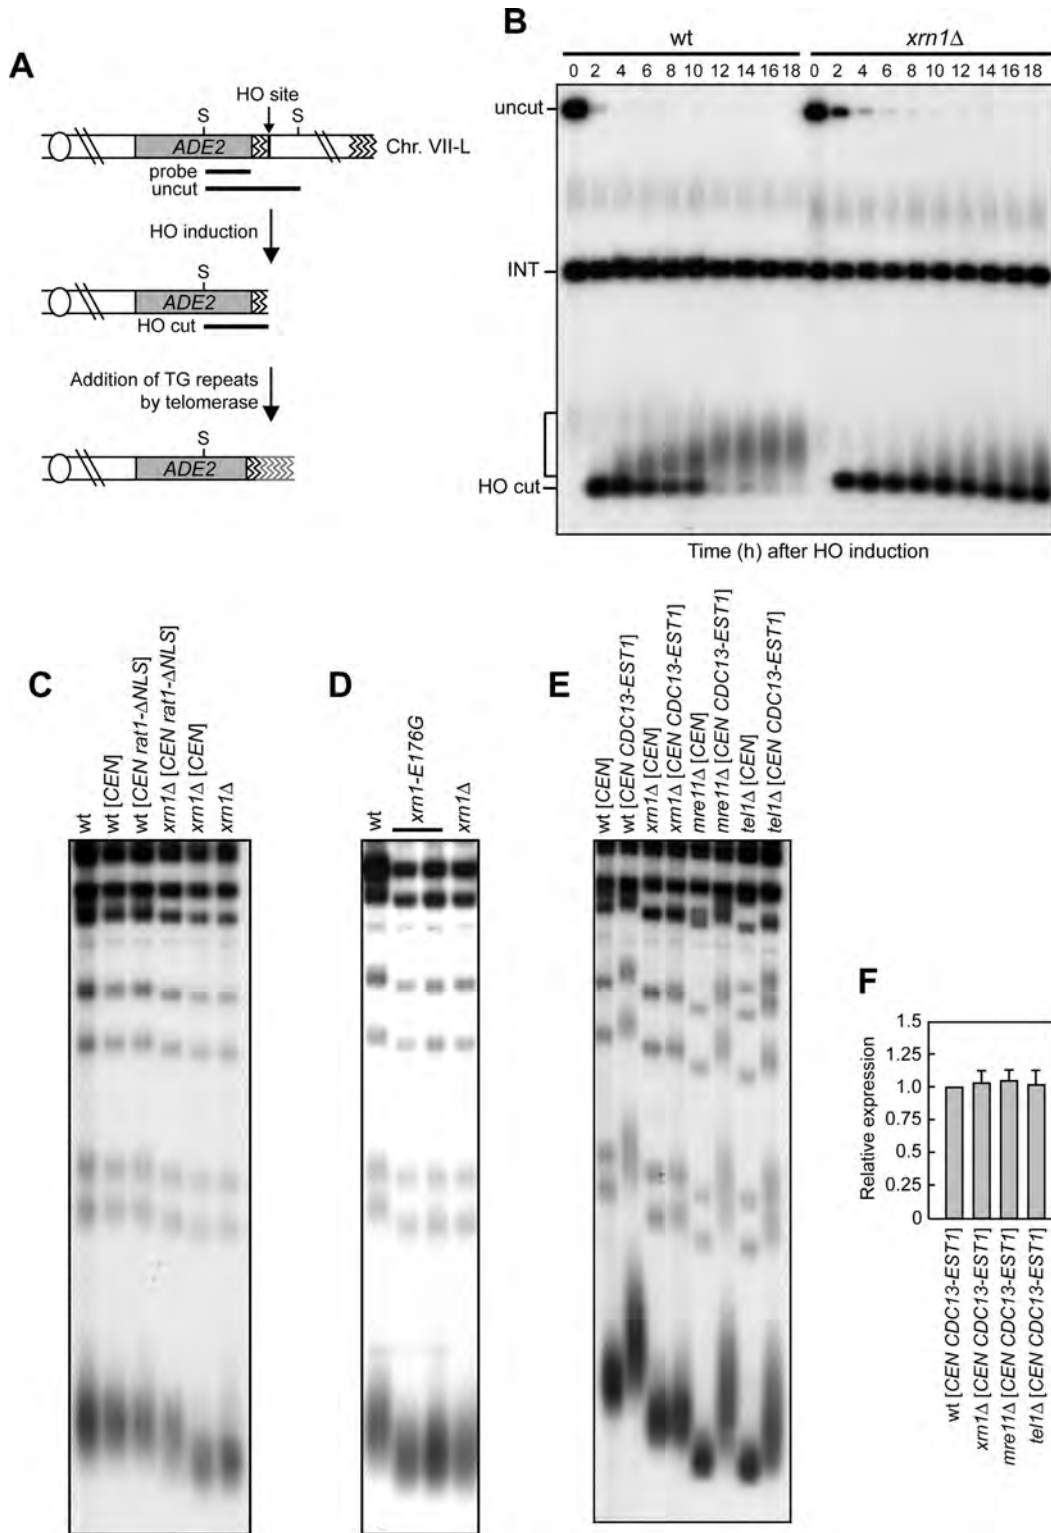 A
HO site
S
S
ADE2
Chr. VII-L
probe
uncut
HO induction
S
ADE2
HO cut
Addition of TG repeats
by telomerase
S
ADE2
B
wt
xrn1Δ
0 2 4 6 8 10 12 14 16 18
0 2 4 6 8 10 12 14 16 18
uncut
INT
HO cut
Time (h) after HO induction
C
wt
wt [CEN]
wt [CEN rat1-ΔNLS]
xrn1Δ [CEN rat1-ΔNLS]
xrn1Δ [CEN]
xrn1Δ
D
wt
xrn1-E176G
xrn1Δ
E
wt [CEN]
wt [CEN CDC13-EST1]
xrn1Δ [CEN]
xrn1Δ [CEN CDC13-EST1]
mre11Δ [CEN]
mre11Δ [CEN CDC13-EST1]
tel1Δ [CEN]
tel1Δ [CEN CDC13-EST1]
F
Relative expression
1.5
1.25
1.0
0.75
0.5
0.25
0
wt [CEN CDC13-EST1]
xrn1Δ [CEN CDC13-EST1]
mre11Δ [CEN CDC13-EST1]
tel1Δ [CEN CDC13-EST1]